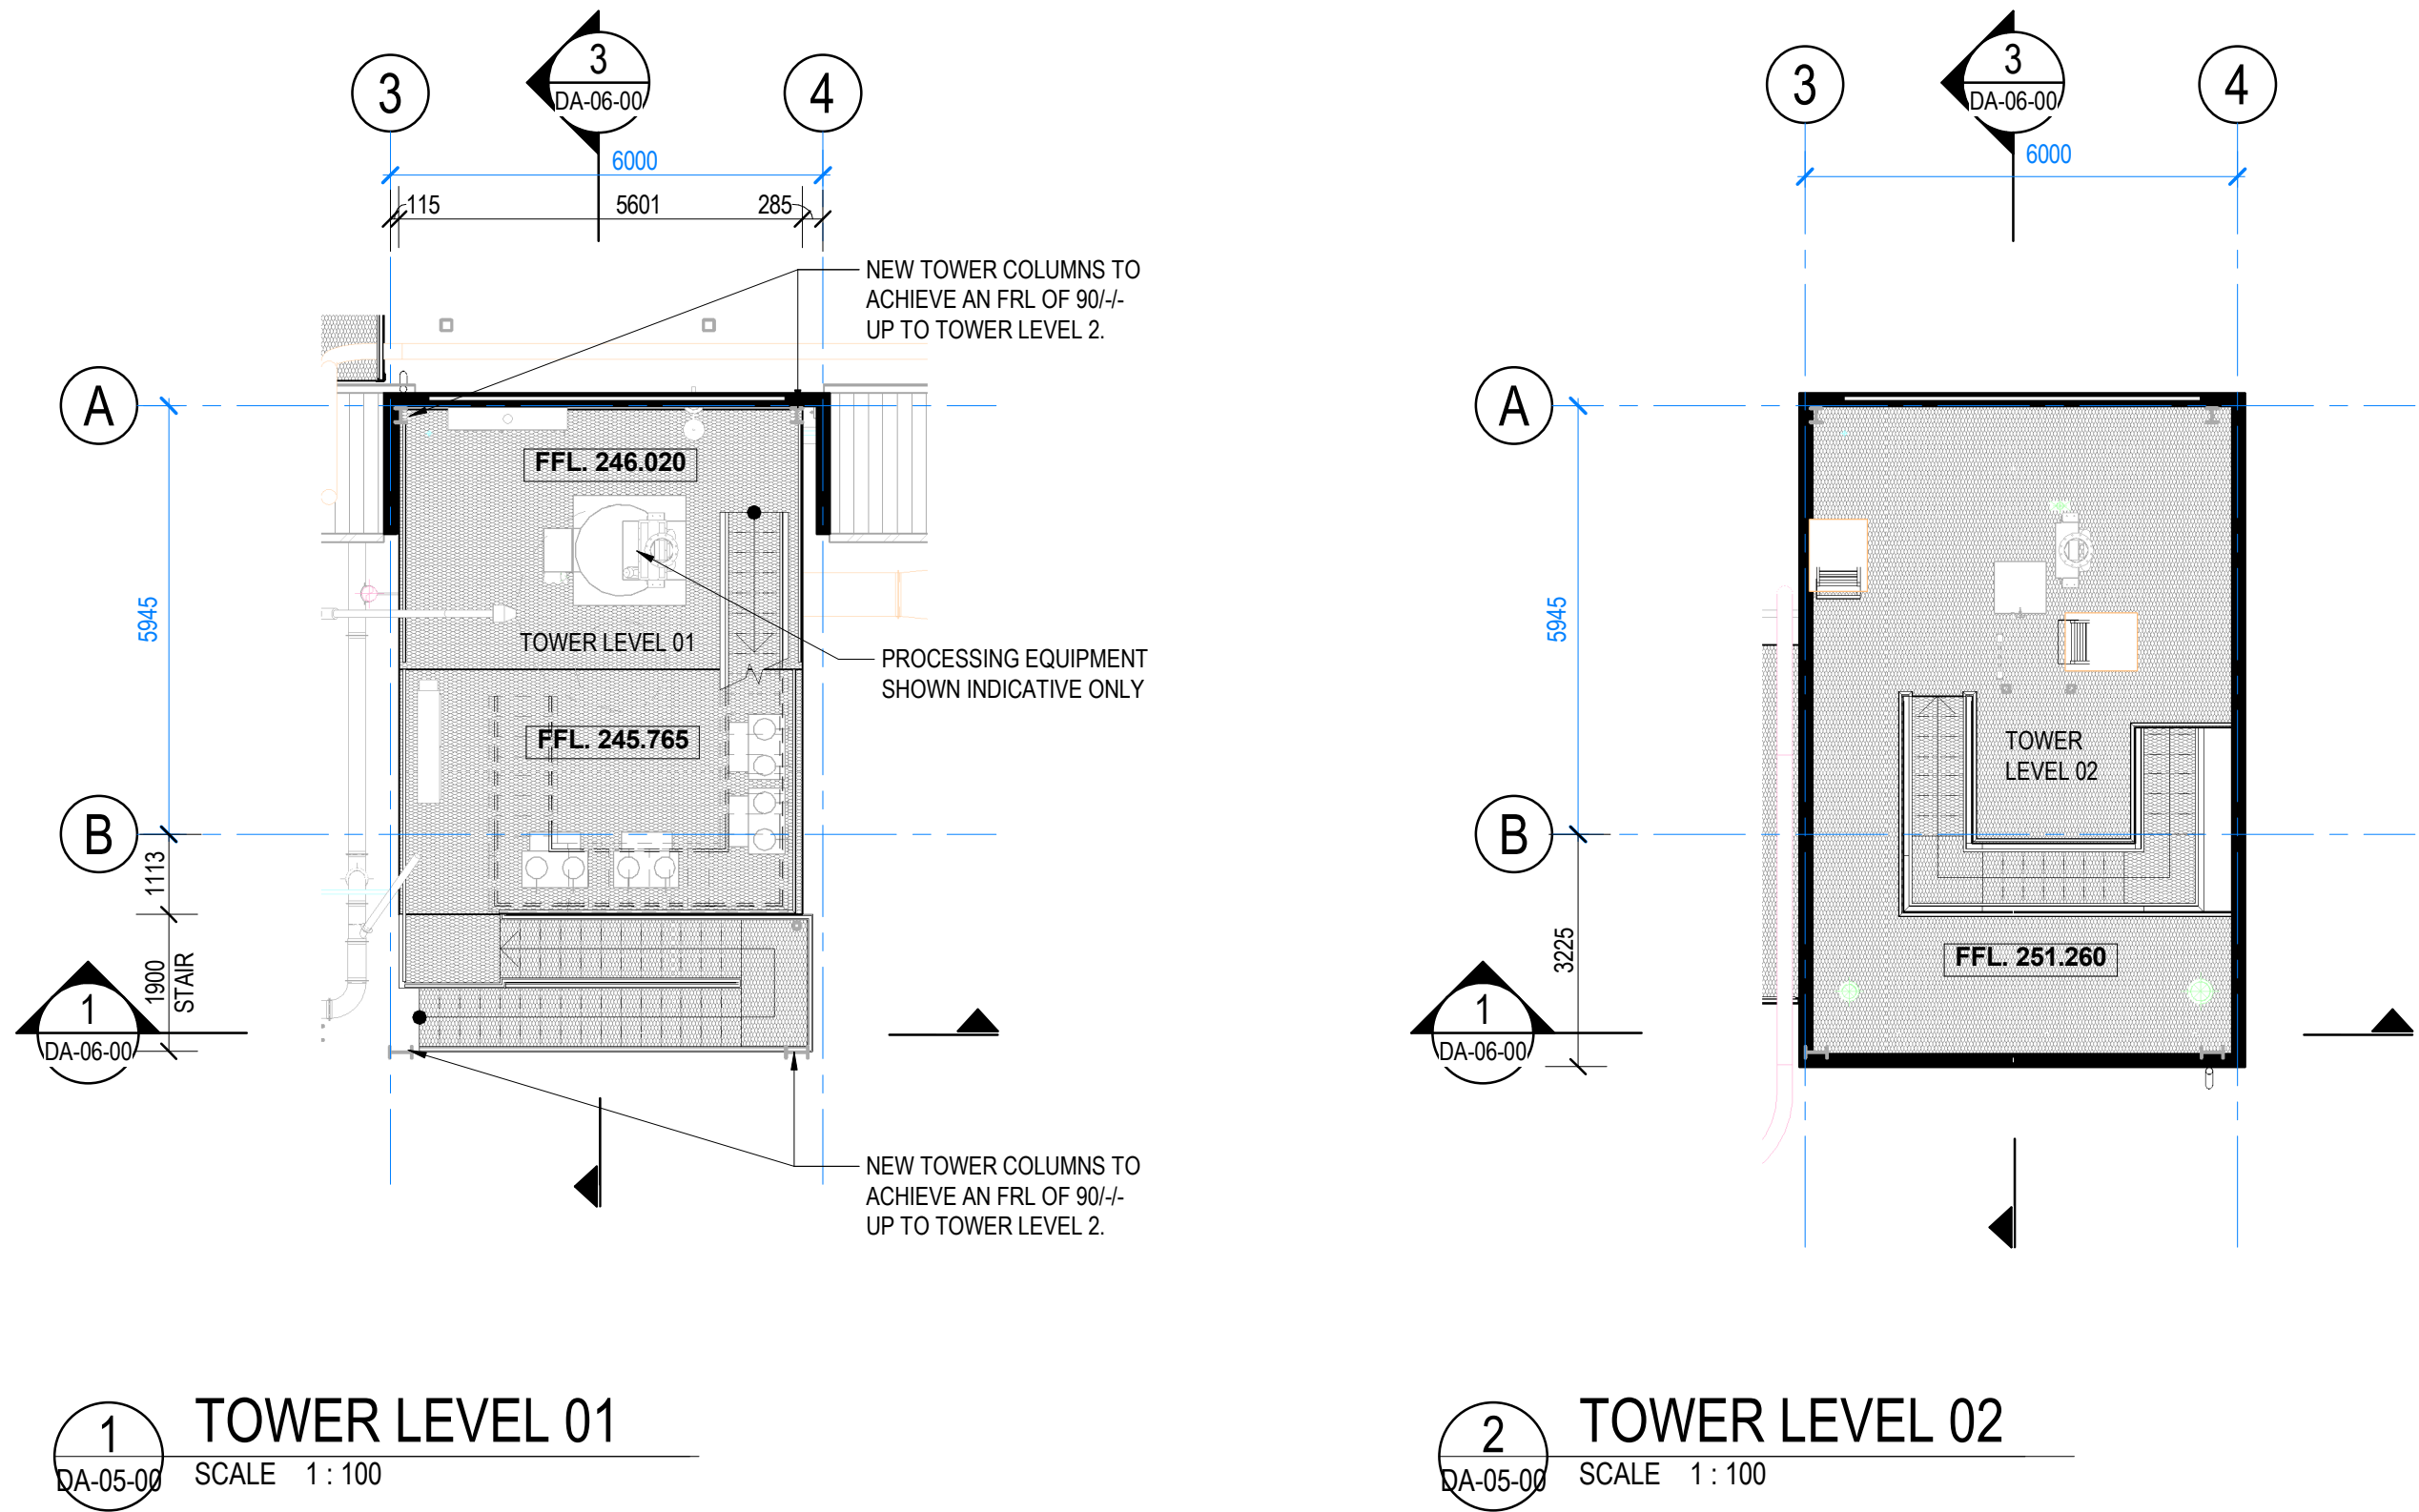 3
3
DA-06-00
4
6000
115
5601
285
NEW TOWER COLUMNS TO
ACHIEVE AN FRL OF 90/-/-
UP TO TOWER LEVEL 2.
A
FFL. 246.020
5945
TOWER LEVEL 01
PROCESSING EQUIPMENT
SHOWN INDICATIVE ONLY
FFL. 245.765
B
1113
1900
STAIR
1
DA-06-00
NEW TOWER COLUMNS TO
ACHIEVE AN FRL OF 90/-/-
UP TO TOWER LEVEL 2.
1
DA-05-00
TOWER LEVEL 01
SCALE 1 : 100
3
3
DA-06-00
4
6000
A
5945
TOWER
LEVEL 02
B
3225
FFL. 251.260
1
DA-06-00
2
DA-05-00
TOWER LEVEL 02
SCALE 1 : 100